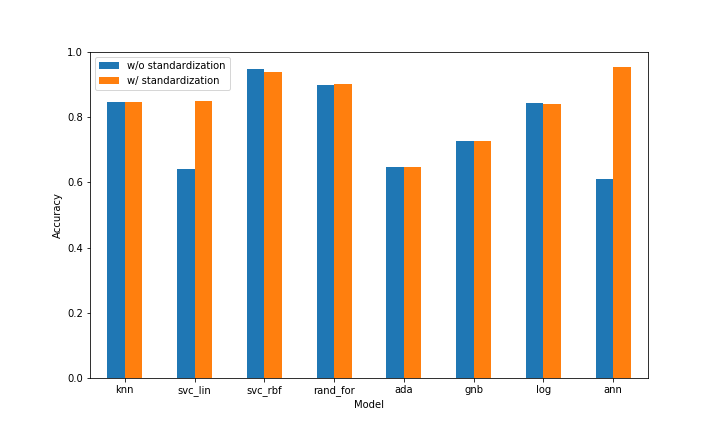 w/o standardization
w/ standardization
Accuracy
1.0
0.8
0.6
0.4
0.2
0.0
knn svc_lin svc_rbf rand_for ada gnb log ann
Model